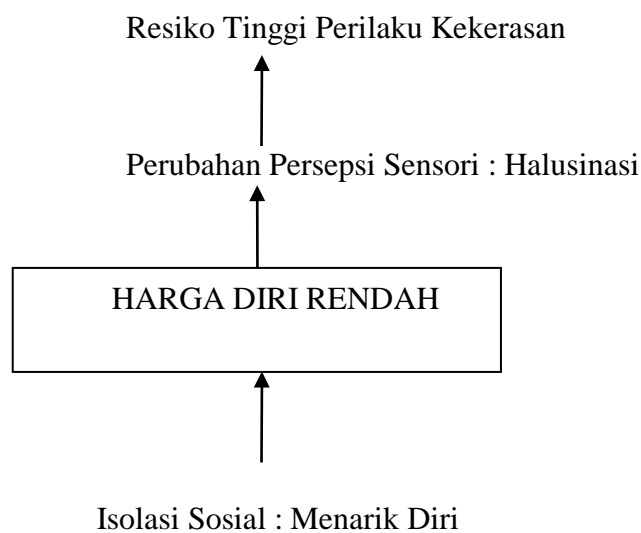 Resiko Tinggi Perilaku Kekerasan
Perubahan Persepsi Sensori : Halusinasi
HARGA DIRI RENDAH
Isolasi Sosial : Menarik Diri